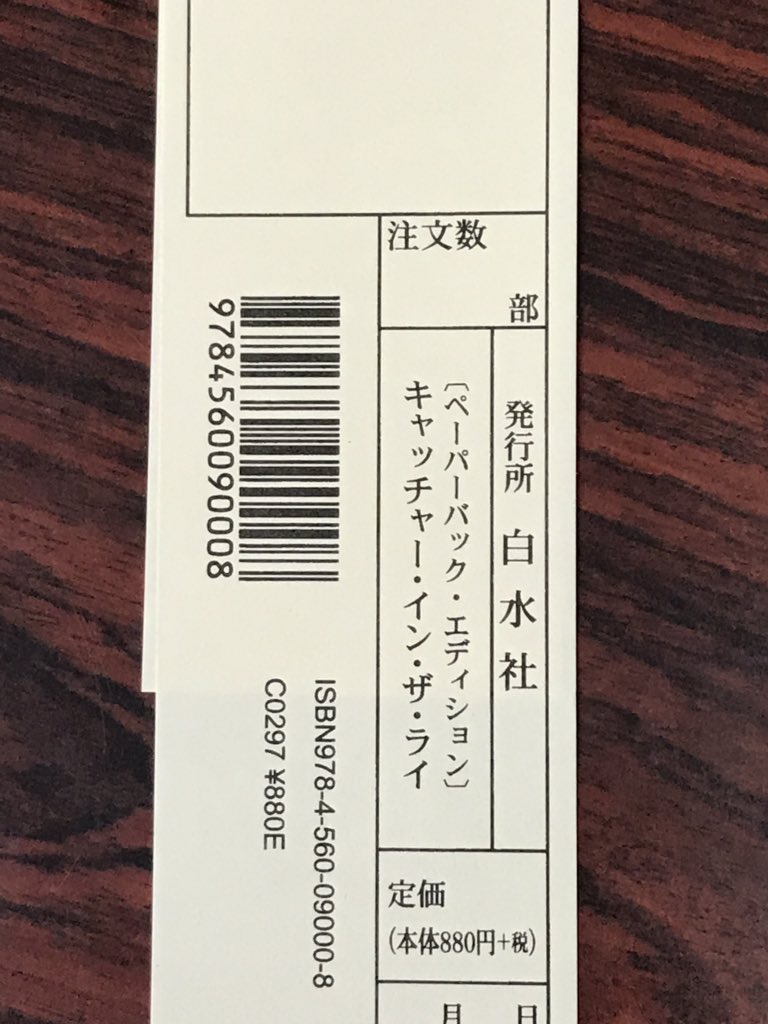 注文数
部
発行所 白水社
〔ペーパーバック・エディション〕
キャッチャー・イン・ザ・ライ
定価
(本体880円+税)
月 日
9784560090008
ISBN978-4-560-09000-8
C0297 ¥880E